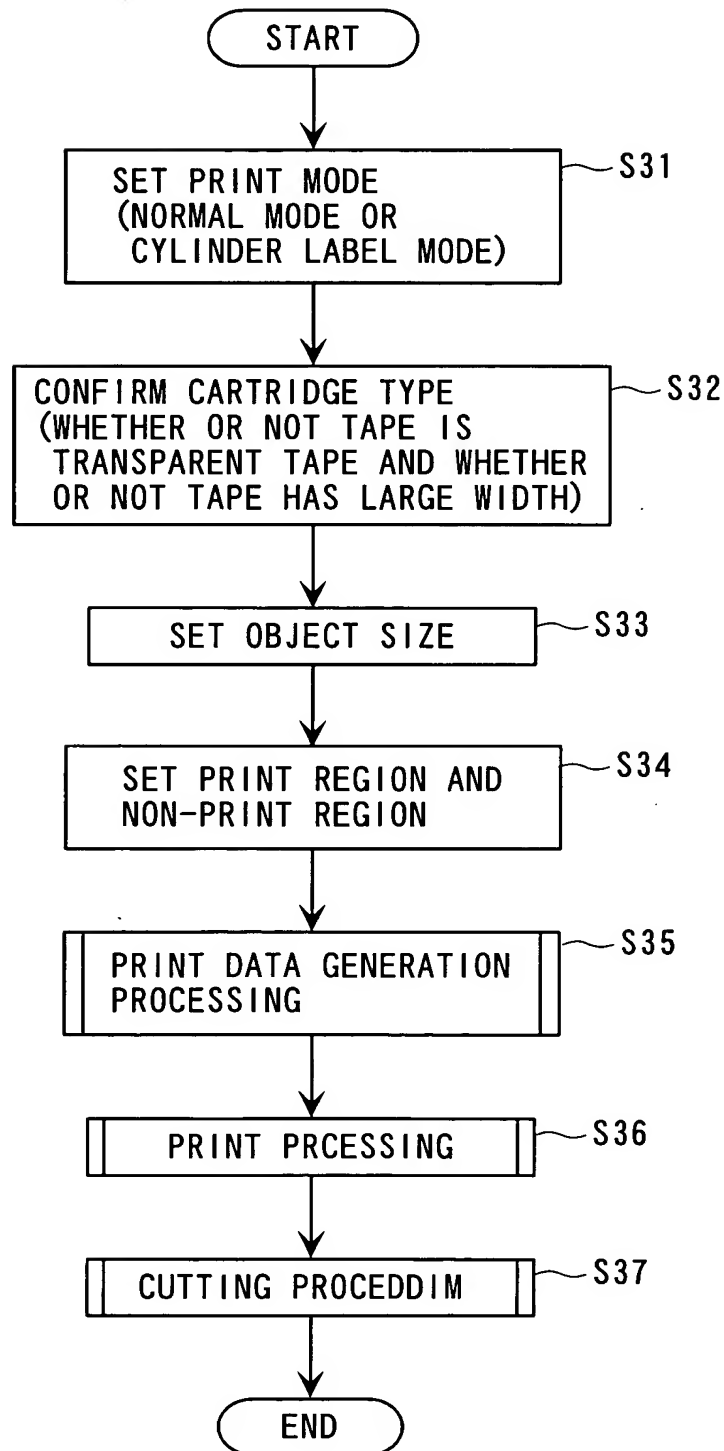 START
SET PRINT MODE
(NORMAL MODE OR
CYLINDER LABEL MODE)
S31
CONFIRM CARTRIDGE TYPE
(WHETHER OR NOT TAPE IS
TRANSPARENT TAPE AND WHETHER
OR NOT TAPE HAS LARGE WIDTH)
S32
SET OBJECT SIZE
S33
SET PRINT REGION AND
NON-PRINT REGION
S34
PRINT DATA GENERATION
PROCESSING
S35
PRINT PRCESSING
S36
CUTTING PROCEDDIM
S37
END